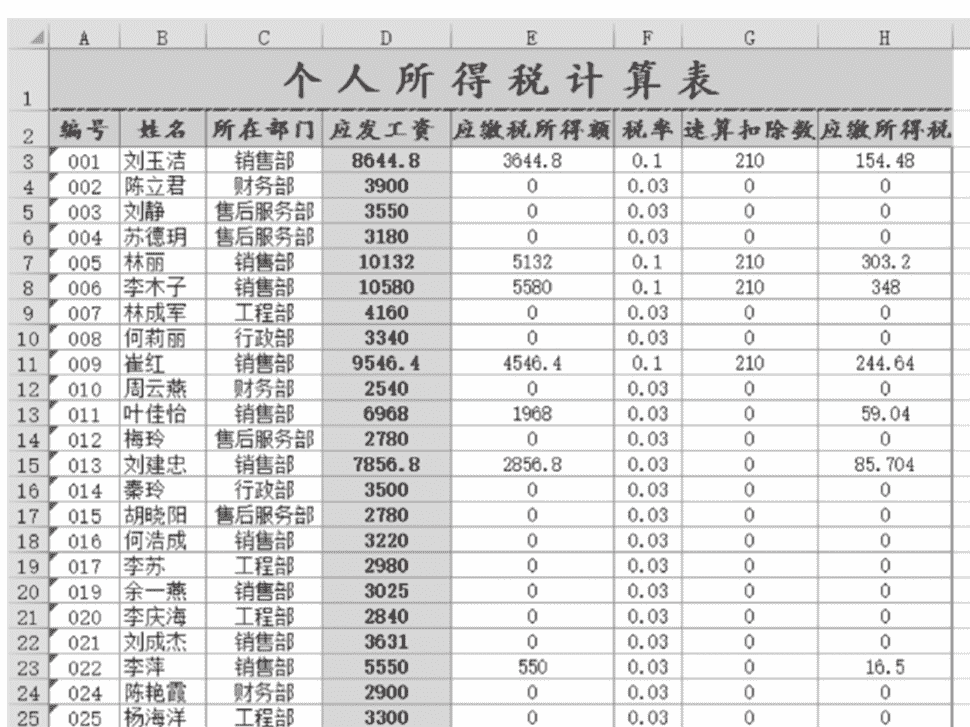 A B C D E F G H
1 个人所得税计算表
2 编号 姓名 所在部门 应发工资 应缴税所得额 税率 速算扣除数 应缴所得税
3 001 刘玉洁 销售部 8644.8 3644.8 0.1 210 154.48
4 002 陈立君 财务部 3900 0 0.03 0 0
5 003 刘静 售后服务部 3550 0 0.03 0 0
6 004 苏德玥 售后服务部 3180 0 0.03 0 0
7 005 林丽 销售部 10132 5132 0.1 210 303.2
8 006 李木子 销售部 10580 5580 0.1 210 348
9 007 林成军 工程部 4160 0 0.03 0 0
10 008 何莉丽 行政部 3340 0 0.03 0 0
11 009 崔红 销售部 9546.4 4546.4 0.1 210 244.64
12 010 周云燕 财务部 2540 0 0.03 0 0
13 011 叶佳怡 销售部 6968 1968 0.03 0 59.04
14 012 梅玲 售后服务部 2780 0 0.03 0 0
15 013 刘建忠 销售部 7856.8 2856.8 0.03 0 85.704
16 014 秦玲 行政部 3500 0 0.03 0 0
17 015 胡晓阳 售后服务部 2780 0 0.03 0 0
18 016 何浩成 销售部 3220 0 0.03 0 0
19 017 李苏 工程部 2980 0 0.03 0 0
20 019 余一燕 销售部 3025 0 0.03 0 0
21 020 李庆海 工程部 2840 0 0.03 0 0
22 021 刘成杰 销售部 3631 0 0.03 0 0
23 022 李萍 销售部 5550 550 0.03 0 16.5
24 024 陈艳霞 财务部 2900 0 0.03 0 0
25 025 杨海洋 工程部 3300 0 0.03 0 0